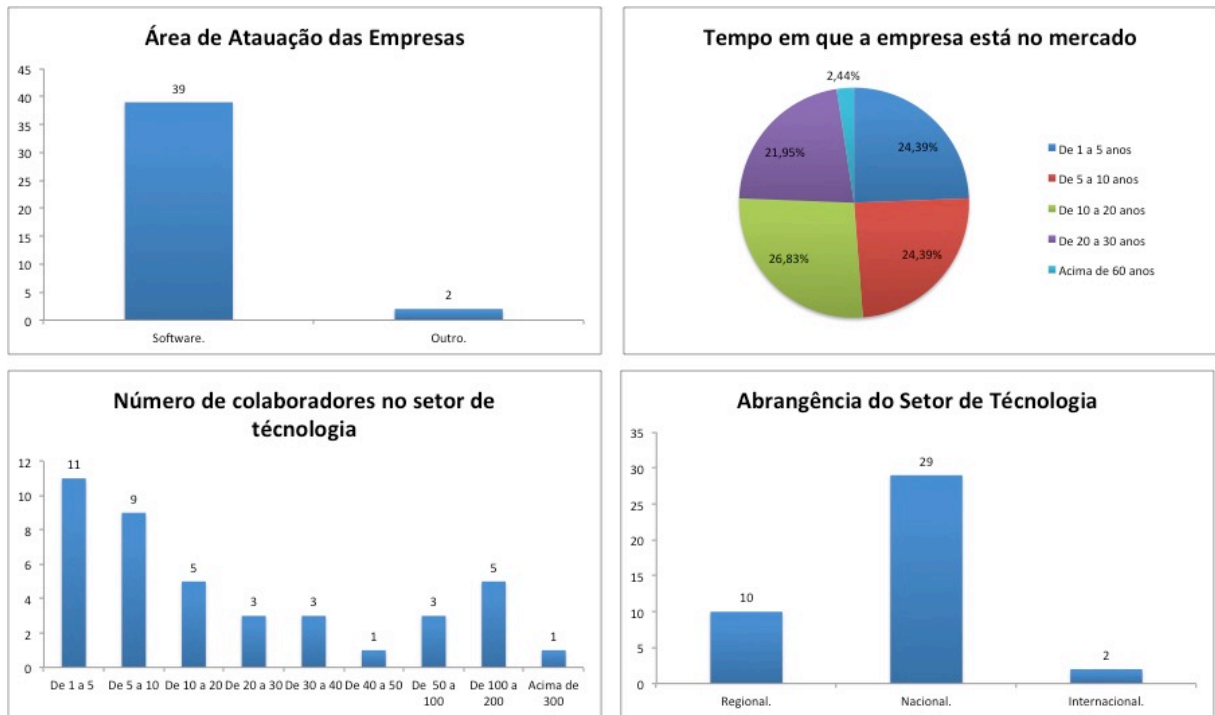 Área de Atauação das Empresas
45
40
35
30
25
20
15
10
5
0
39
2
Software.
Outro.
Tempo em que a empresa está no mercado
2,44%
21,95%
24,39%
26,83%
24,39%
De 1 a 5 anos
De 5 a 10 anos
De 10 a 20 anos
De 20 a 30 anos
Acima de 60 anos
Número de colaboradores no setor de
técnologia
12
10
8
6
4
2
0
11
9
5
3
3
1
3
5
1
De 1 a 5
De 5 a 10
De 10 a 20
De 20 a 30
De 30 a 40
De 40 a 50
De 50 a
100
De 100 a
200
Acima de
300
Abrangência do Setor de Técnologia
35
30
25
20
15
10
5
0
10
29
2
Regional.
Nacional.
Internacional.